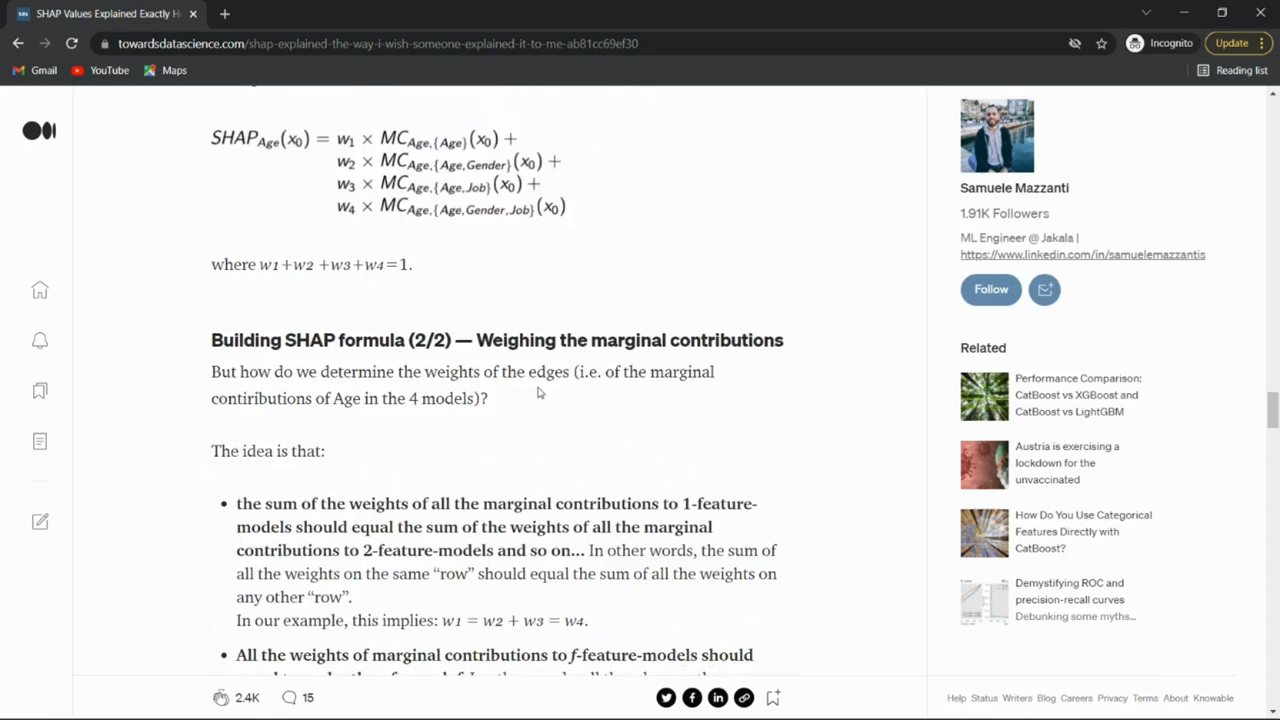 SHAP Values Explained Exactly H
towardsdatascience.com/shap-explained-the-way-i-wish-someone-explained-it-to-me-ab81cc69ef30
Incognito
Update
Gmail
YouTube
Maps
Reading list
SHAP_Age(x₀) = w₁ × MC_Age,{Age}(x₀) +
w₂ × MC_Age,{Age,Gender}(x₀) +
w₃ × MC_Age,{Age,Job}(x₀) +
w₄ × MC_Age,{Age,Gender,Job}(x₀)
where w1+w2 +w3+w4=1.
Building SHAP formula (2/2) — Weighing the marginal contributions
But how do we determine the weights of the edges (i.e. of the marginal
contiributions of Age in the 4 models)?
The idea is that:
• the sum of the weights of all the marginal contributions to 1-feature-
models should equal the sum of the weights of all the marginal
contributions to 2-feature-models and so on… In other words, the sum of
all the weights on the same “row” should equal the sum of all the weights on
any other “row”.
In our example, this implies: w1 = w2 + w3 = w4.
• All the weights of marginal contributions to f-feature-models should
2.4K
15
Samuele Mazzanti
1.91K Followers
ML Engineer @ Jakala |
https://www.linkedin.com/in/samuelemazzantis
Follow
Related
Performance Comparison:
CatBoost vs XGBoost and
CatBoost vs LightGBM
Austria is exercising a
lockdown for the
unvaccinated
How Do You Use Categorical
Features Directly with
CatBoost?
Demystifying ROC and
precision-recall curves
Debunking some myths...
Help Status Writers Blog Careers Privacy Terms About Knowable